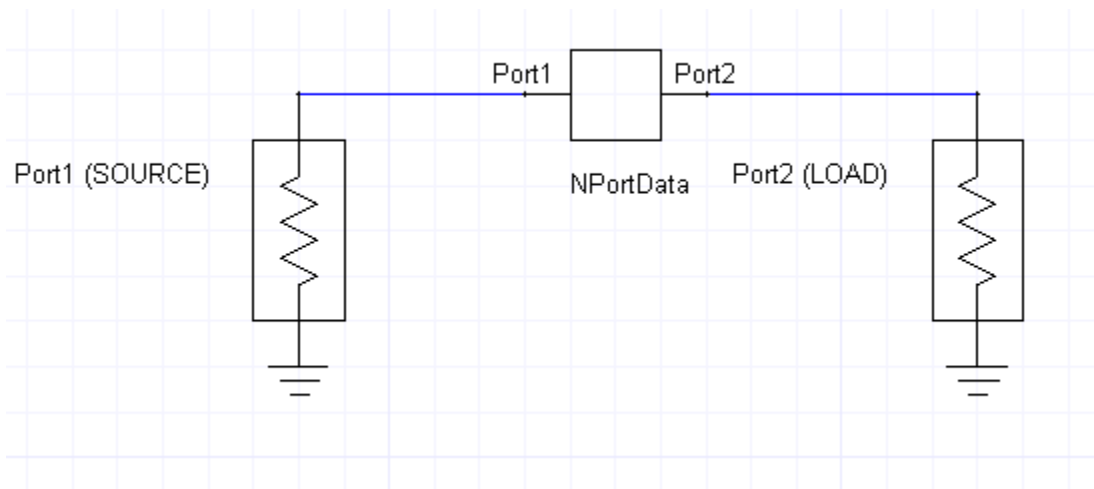 Port1
Port2
Port1 (SOURCE)
NPortData
Port2 (LOAD)